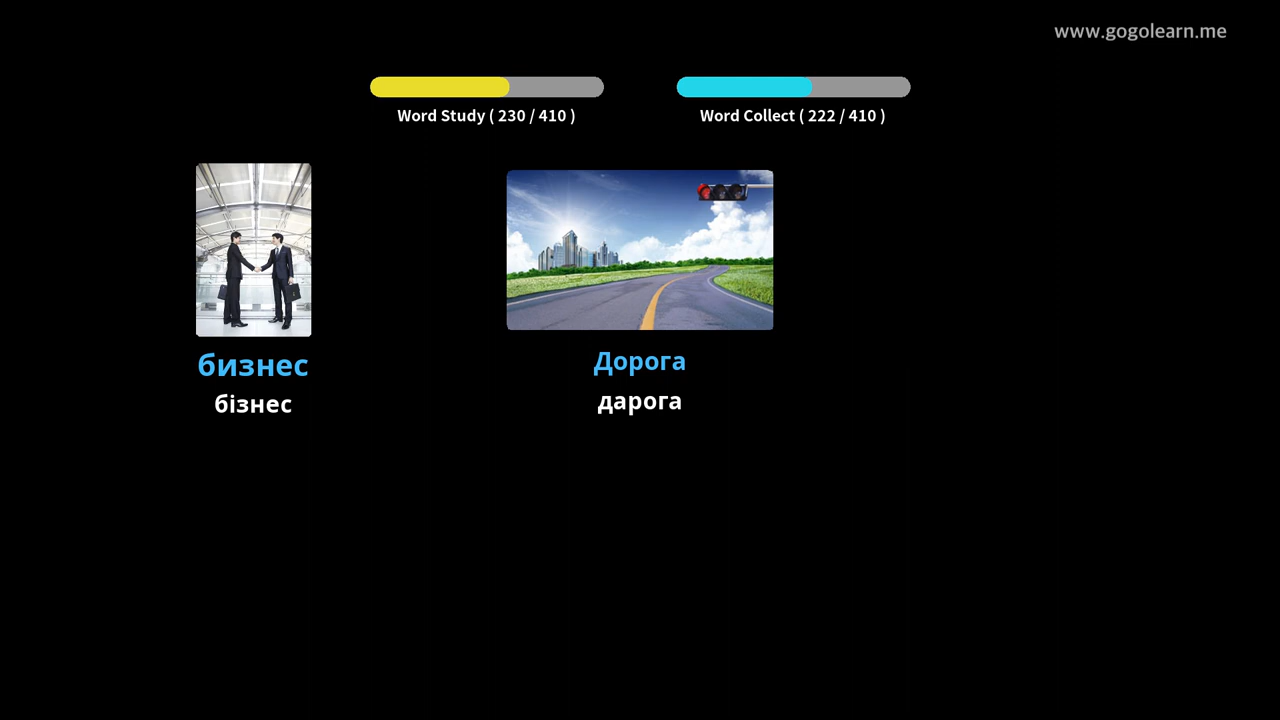 www.gogolearn.me
Word Study ( 230 / 410 )
Word Collect ( 222 / 410 )
бизнес
бізнес
Дорога
дарога